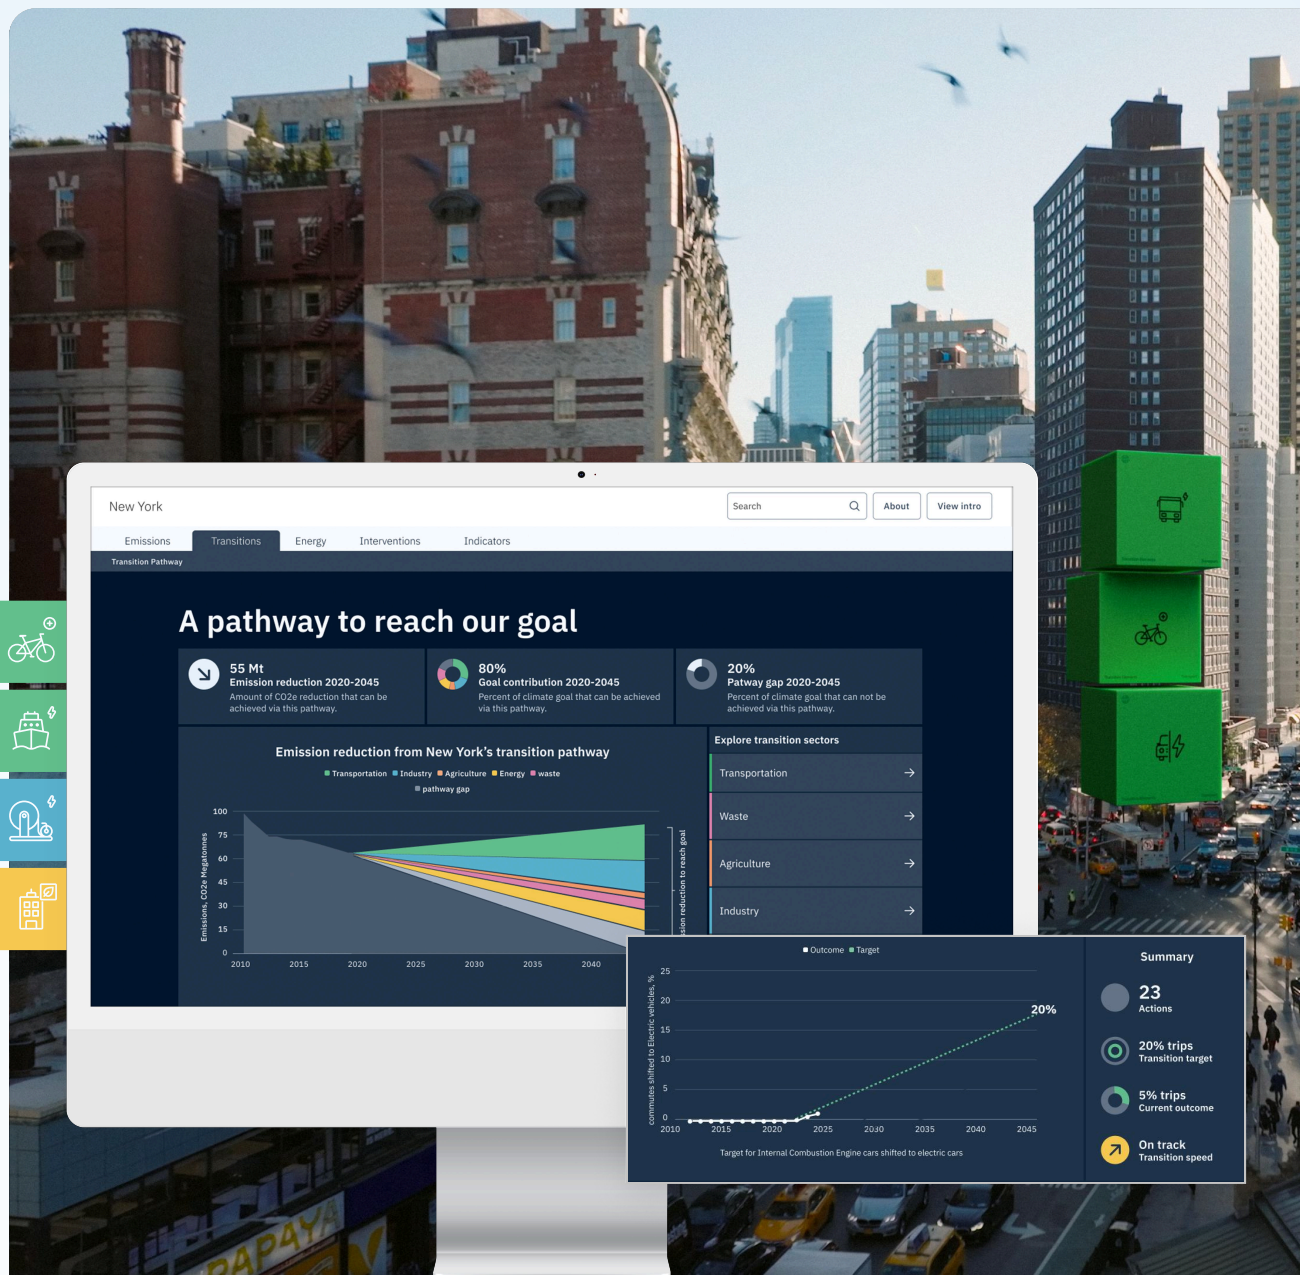 New York
Search
About
View intro
Emissions
Transitions
Energy
Interventions
Indicators
Transition Pathway
A pathway to reach our goal
55 Mt
Emission reduction 2020-2045
Amount of CO2e reduction that can be
achieved via this pathway.
80%
Goal contribution 2020-2045
Percent of climate goal that can be achieved
via this pathway.
20%
Patway gap 2020-2045
Percent of climate goal that can not be
achieved via this pathway.
Emission reduction from New York's transition pathway
Transportation Industry Agriculture Energy waste
pathway gap
Emissions, CO2e Megatonnes
100
75
60
45
30
15
0
2010 2015 2020 2025 2030 2035 2040
reduction to reach goal
Explore transition sectors
Transportation
Waste
Agriculture
Industry
Outcome Target
commutes shifted to Electric vehicles, %
25
20
15
10
5
0
20%
2010 2015 2020 2025 2030 2035 2040 2045
Target for Internal Combustion Engine cars shifted to electric cars
Summary
23
Actions
20% trips
Transition target
5% trips
Current outcome
On track
Transition speed
PAPAYA